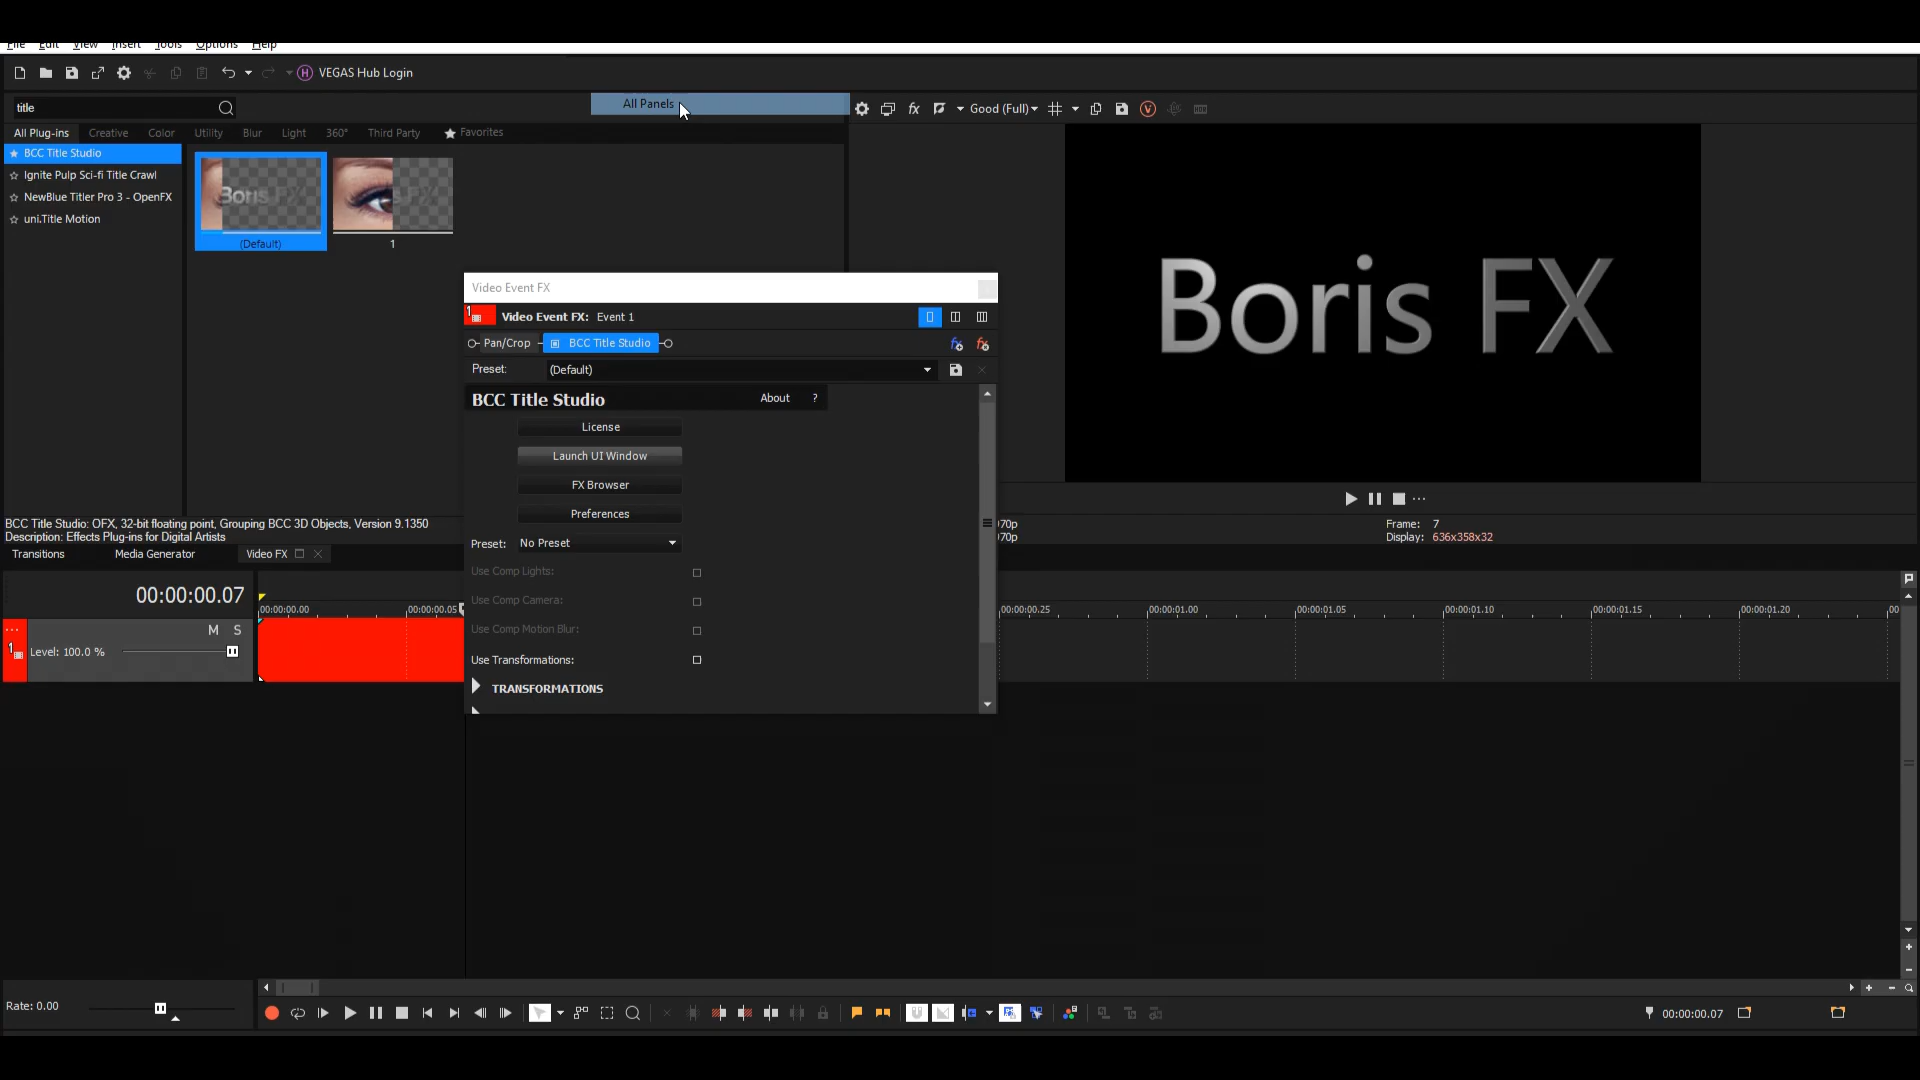 File Edit View Insert Tools Options Help
VEGAS Hub Login
title
All Panels
Good (Full)
All Plug-ins Creative Color Utility Blur Light 360° Third Party Favorites
BCC Title Studio
Ignite Pulp Sci-fi Title Crawl
NewBlue Titler Pro 3 - OpenFX
uni.Title Motion
Boris FX
(Default)
1
Video Event FX
1
Video Event FX: Event 1
Pan/Crop BCC Title Studio
Preset: (Default)
BCC Title Studio About ?
License
Launch UI Window
FX Browser
Preferences
Preset: No Preset
Use Comp Lights:
Use Comp Camera:
Use Comp Motion Blur:
Use Transformations:
TRANSFORMATIONS
Boris FX
Frame: 7
Display: 636x358x32
70p
70p
BCC Title Studio: OFX, 32-bit floating point, Grouping BCC 3D Objects, Version 9.1350
Description: Effects Plug-ins for Digital Artists
Transitions Media Generator Video FX
00:00:00.07
00:00:00.00 00:00:00.05 00:00:00.25 00:00:01.00 00:00:01.05 00:00:01.10 00:00:01.15 00:00:01.20 00
M S
1
Level: 100.0 %
Rate: 0.00
00:00:00.07